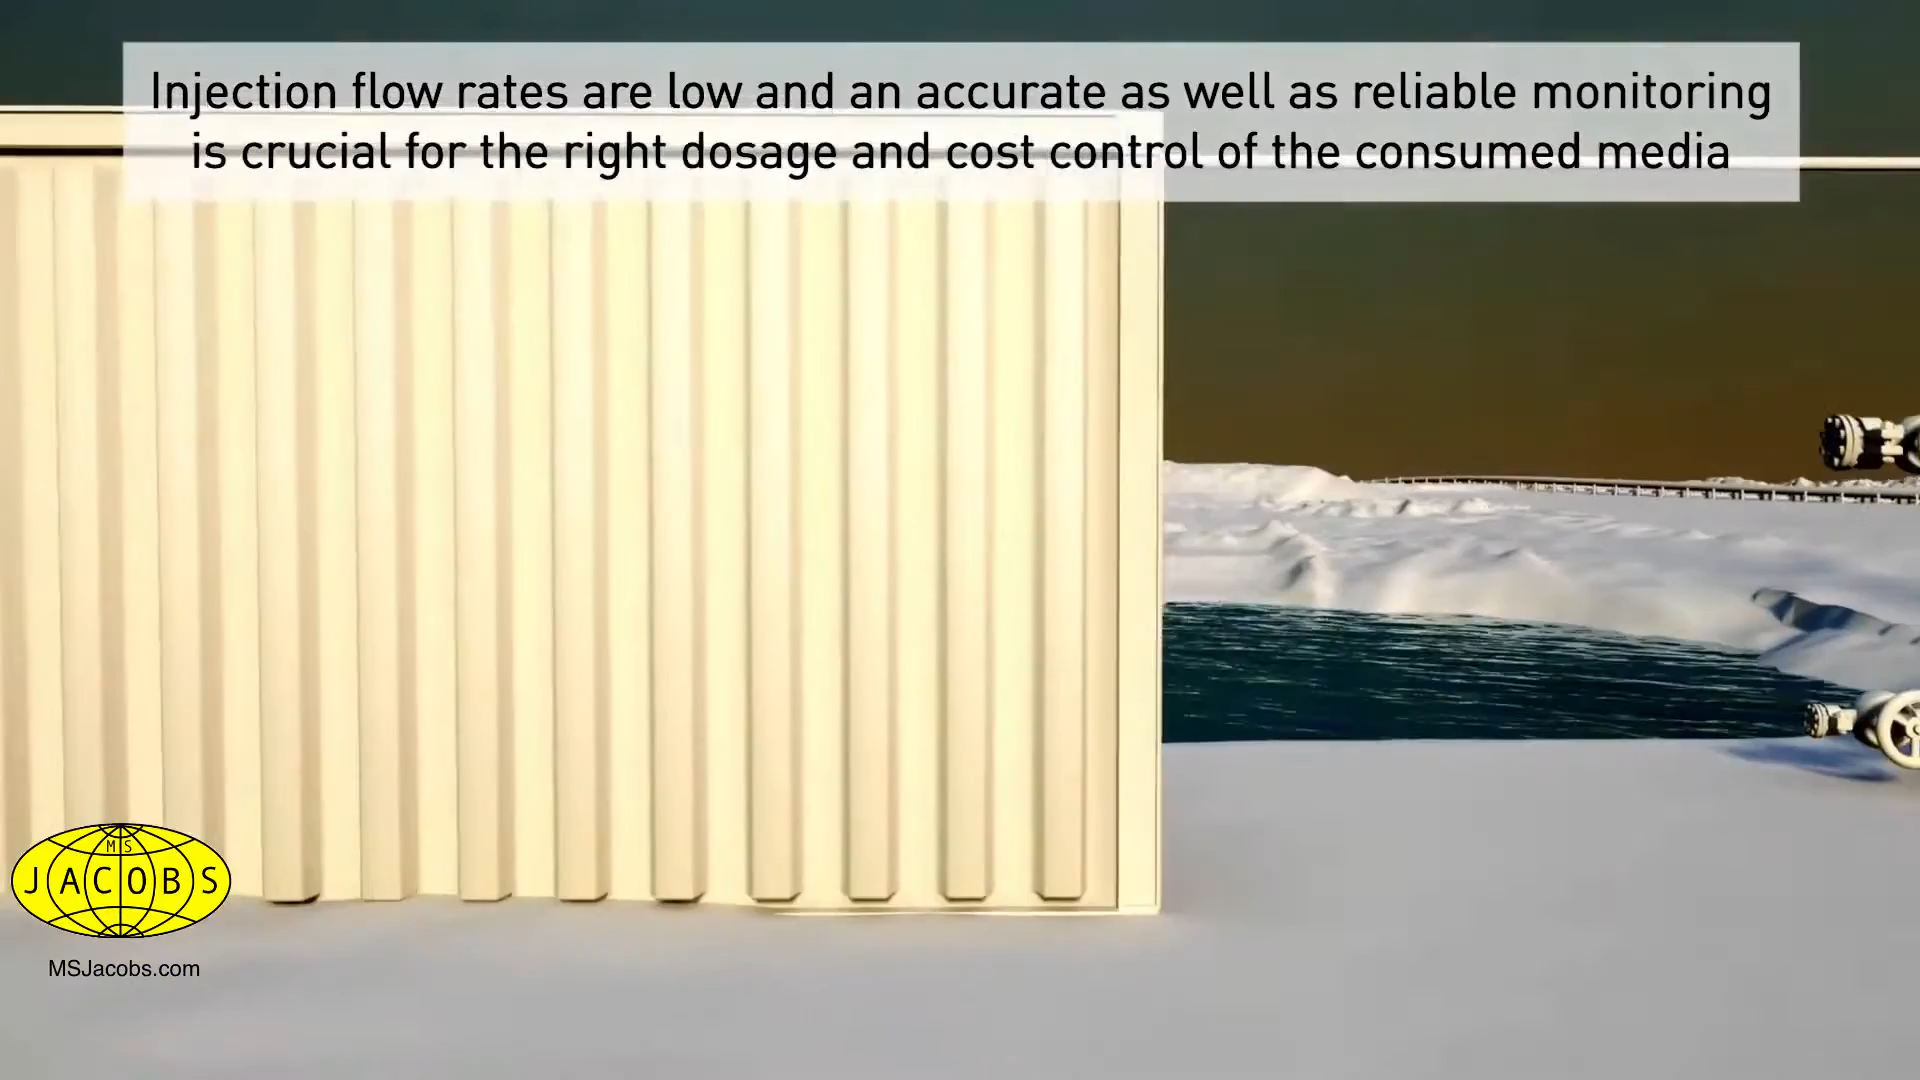 Injection flow rates are low and an accurate as well as reliable monitoring
is crucial for the right dosage and cost control of the consumed media
MS
JACOBS
MSJacobs.com